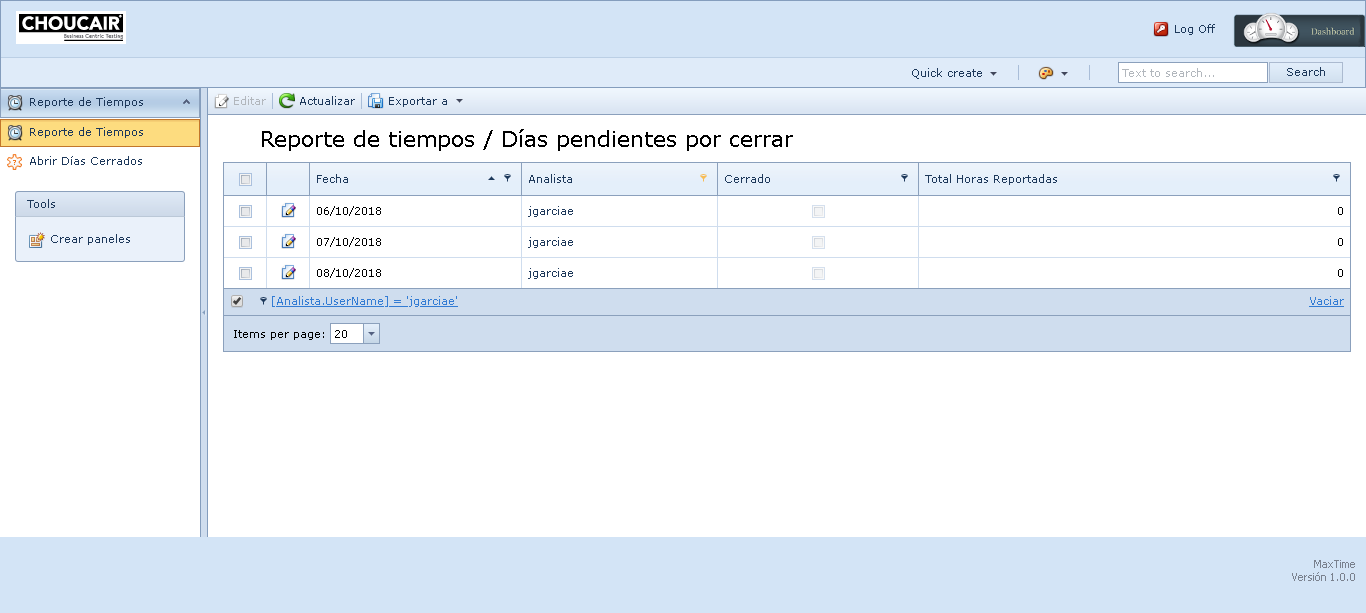 CHOUCAIR
Business Centric Testing
Log Off
Dashboard
Quick create
Text to search...
Search
Reporte de Tiempos
Editar
Actualizar
Exportar a
Reporte de Tiempos
Abrir Días Cerrados
Tools
Crear paneles
Reporte de tiempos / Días pendientes por cerrar
Fecha Analista Cerrado Total Horas Reportadas
06/10/2018 jgarciae 0
07/10/2018 jgarciae 0
08/10/2018 jgarciae 0
[Analista.UserName] = 'jgarciae' Vaciar
Items per page: 20
MaxTime
Versión 1.0.0